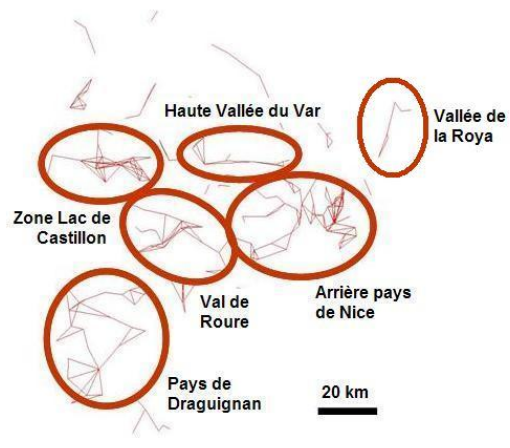 Haute Vallée du Var
Vallée de
la Roya
Zone Lac de
Castillon
Val de
Roure
Arrière pays
de Nice
Pays de
Draguignan
20 km